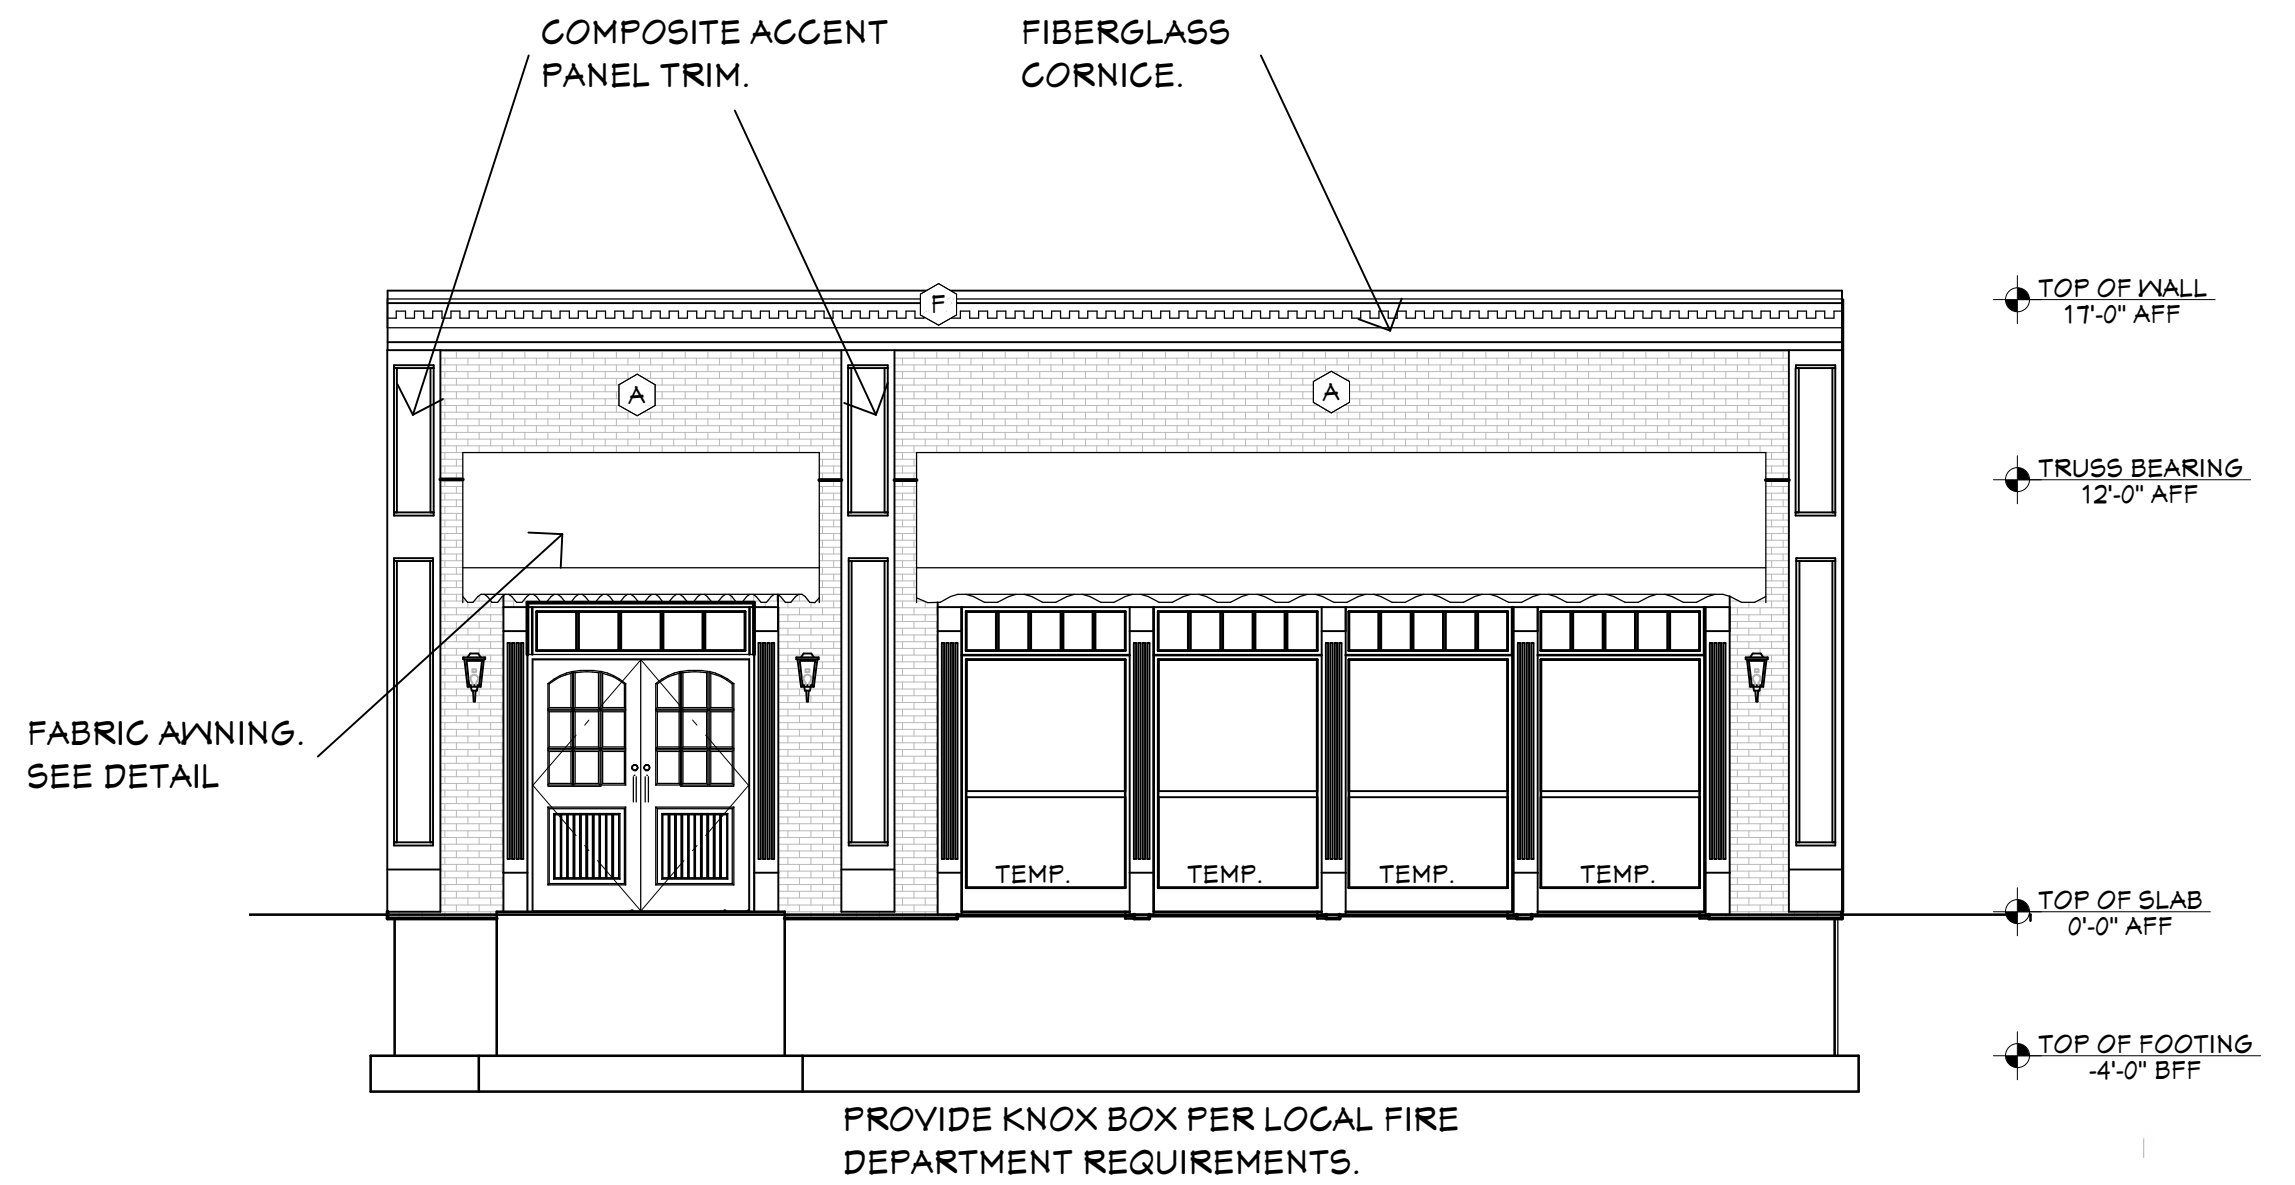 COMPOSITE ACCENT
PANEL TRIM.
FIBERGLASS
CORNICE.
F
TOP OF WALL
17'-0" AFF
A
A
TRUSS BEARING
12'-0" AFF
FABRIC AWNING.
SEE DETAIL
TEMP.
TEMP.
TEMP.
TEMP.
TOP OF SLAB
0'-0" AFF
TOP OF FOOTING
-4'-0" BFF
PROVIDE KNOX BOX PER LOCAL FIRE
DEPARTMENT REQUIREMENTS.